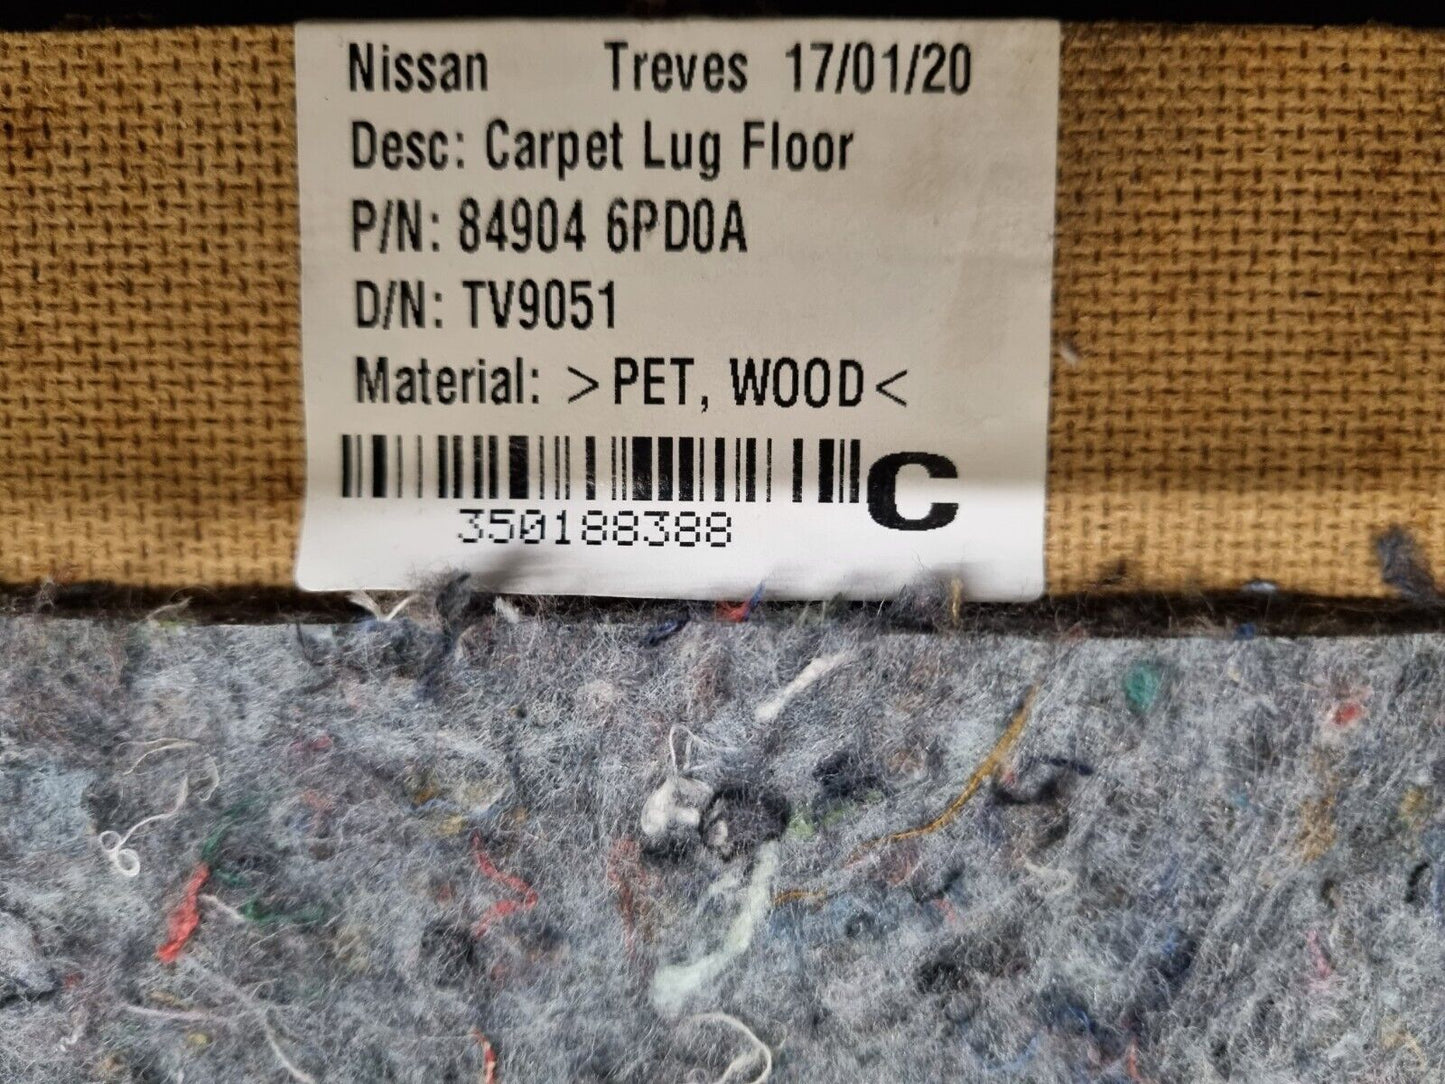 Nissan Treves 17/01/20
Desc: Carpet Lug Floor
P/N: 84904 6PD0A
D/N: TV9051
Material: >PET, WOOD<
C
350188388